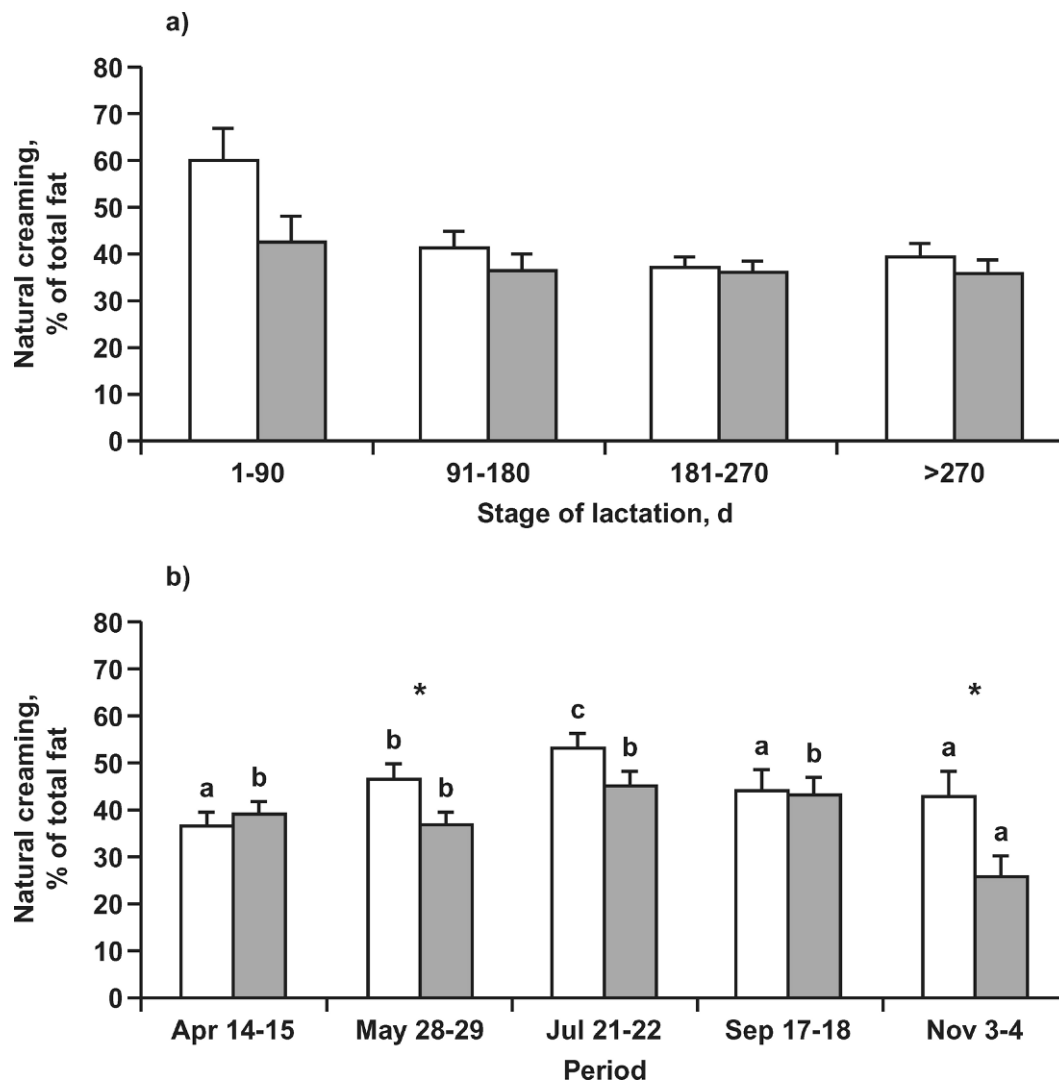 a)
Natural creaming,
% of total fat
80
70
60
50
40
30
20
10
0
1-90 91-180 181-270 >270
Stage of lactation, d
b)
Natural creaming,
% of total fat
80
70
60
50
40
30
20
10
0
a b b * b c b a b a * a
Apr 14-15 May 28-29 Jul 21-22 Sep 17-18 Nov 3-4
Period